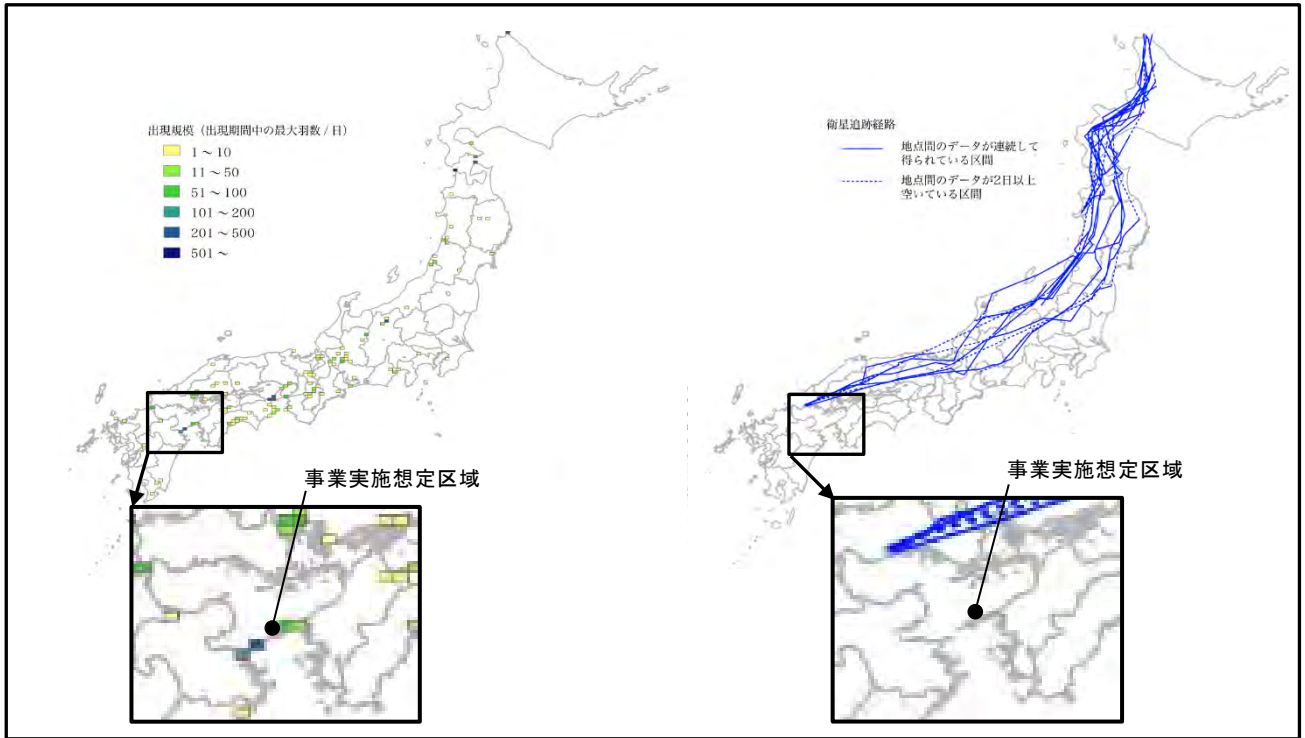 出現規模（出現期間中の最大羽数 / 日）
1 ～ 10
11 ～ 50
51 ～ 100
101 ～ 200
201 ～ 500
501 ～
事業実施想定区域
衛星追跡経路
地点間のデータが連続して
得られている区間
地点間のデータが2日以上
空いている区間
事業実施想定区域